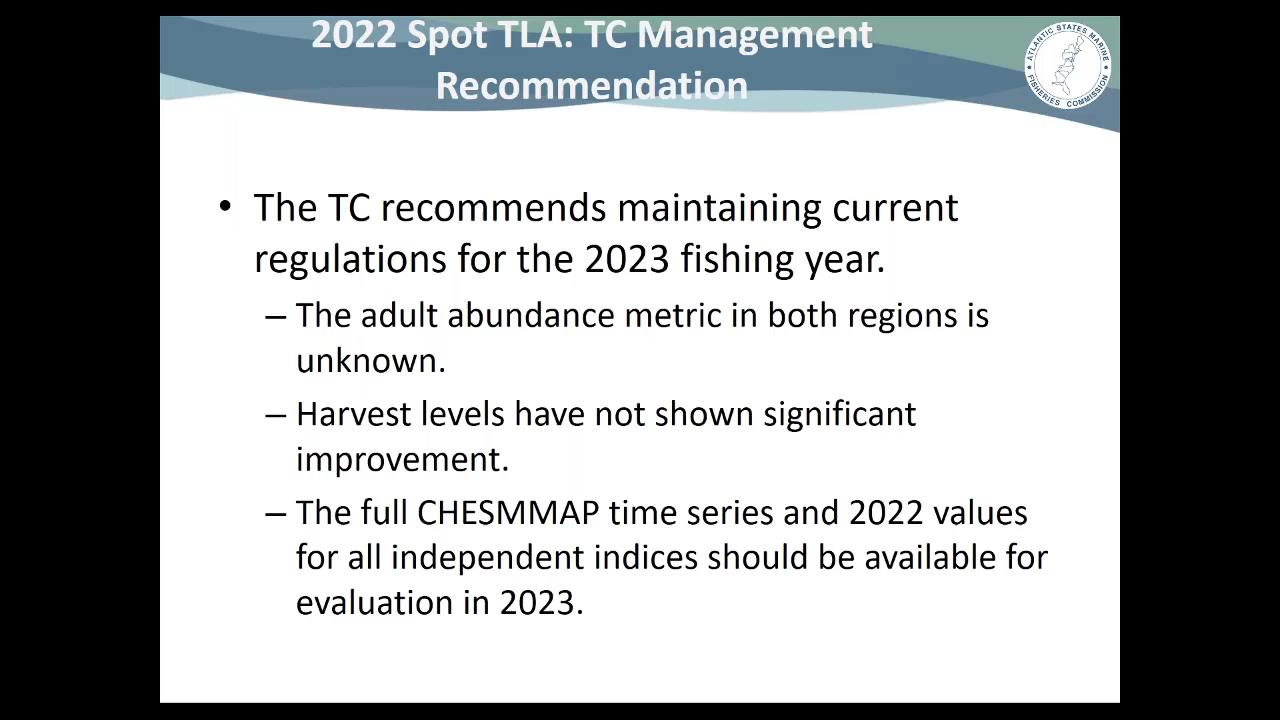 2022 Spot TLA: TC Management
Recommendation
ATLANTIC STATES MARINE
FISHERIES COMMISSION
• The TC recommends maintaining current
regulations for the 2023 fishing year.
– The adult abundance metric in both regions is
unknown.
– Harvest levels have not shown significant
improvement.
– The full CHESMMAP time series and 2022 values
for all independent indices should be available for
evaluation in 2023.